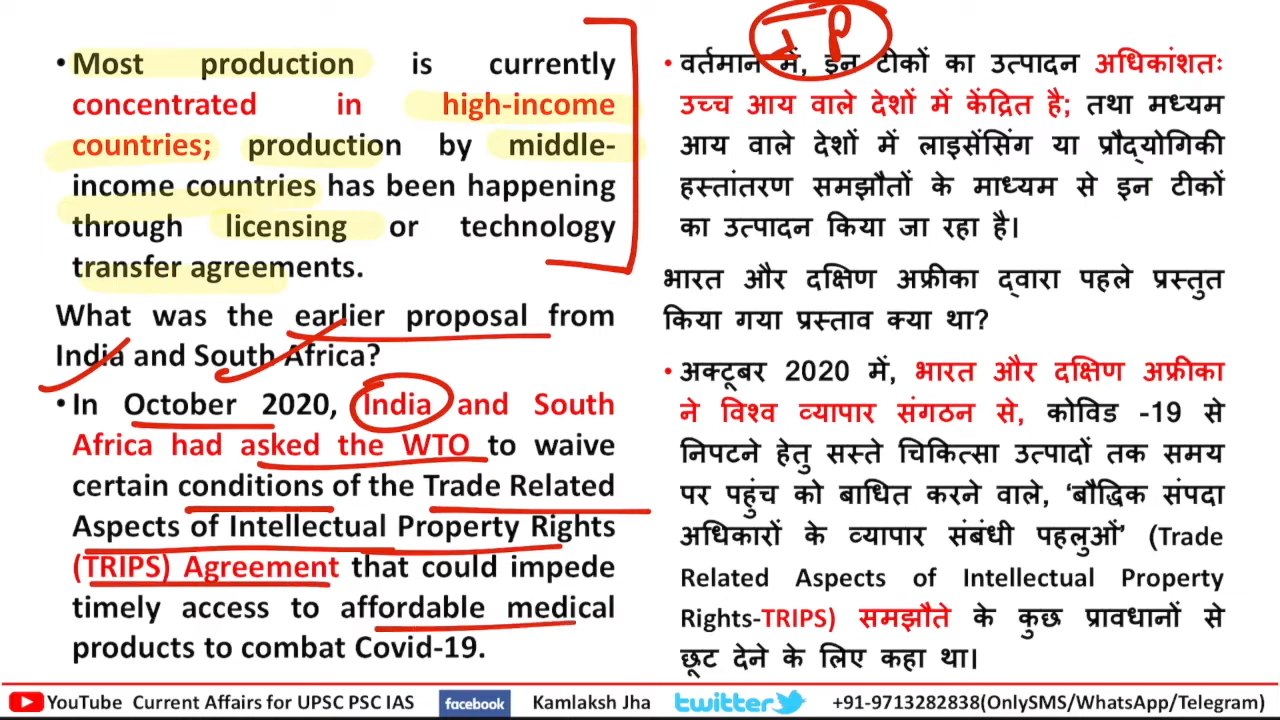 • Most production is currently
concentrated in high-income
countries; production by middle-
income countries has been happening
through licensing or technology
transfer agreements.
What was the earlier proposal from
India and South Africa?
• In October 2020, India and South
Africa had asked the WTO to waive
certain conditions of the Trade Related
Aspects of Intellectual Property Rights
(TRIPS) Agreement that could impede
timely access to affordable medical
products to combat Covid-19.
IP
• वर्तमान में, इन टीकों का उत्पादन अधिकांशतः
उच्च आय वाले देशों में केंद्रित है; तथा मध्यम
आय वाले देशों में लाइसेंसिंग या प्रौद्योगिकी
हस्तांतरण समझौतों के माध्यम से इन टीकों
का उत्पादन किया जा रहा है।
भारत और दक्षिण अफ्रीका द्वारा पहले प्रस्तुत
किया गया प्रस्ताव क्या था?
• अक्टूबर 2020 में, भारत और दक्षिण अफ्रीका
ने विश्व व्यापार संगठन से, कोविड -19 से
निपटने हेतु सस्ते चिकित्सा उत्पादों तक समय
पर पहुंच को बाधित करने वाले, ‘बौद्धिक संपदा
अधिकारों के व्यापार संबंधी पहलुओं’ (Trade
Related Aspects of Intellectual Property
Rights-TRIPS) समझौते के कुछ प्रावधानों से
छूट देने के लिए कहा था।
YouTube Current Affairs for UPSC PSC IAS facebook Kamlaksh Jha twitter +91-9713282838(OnlySMS/WhatsApp/Telegram)